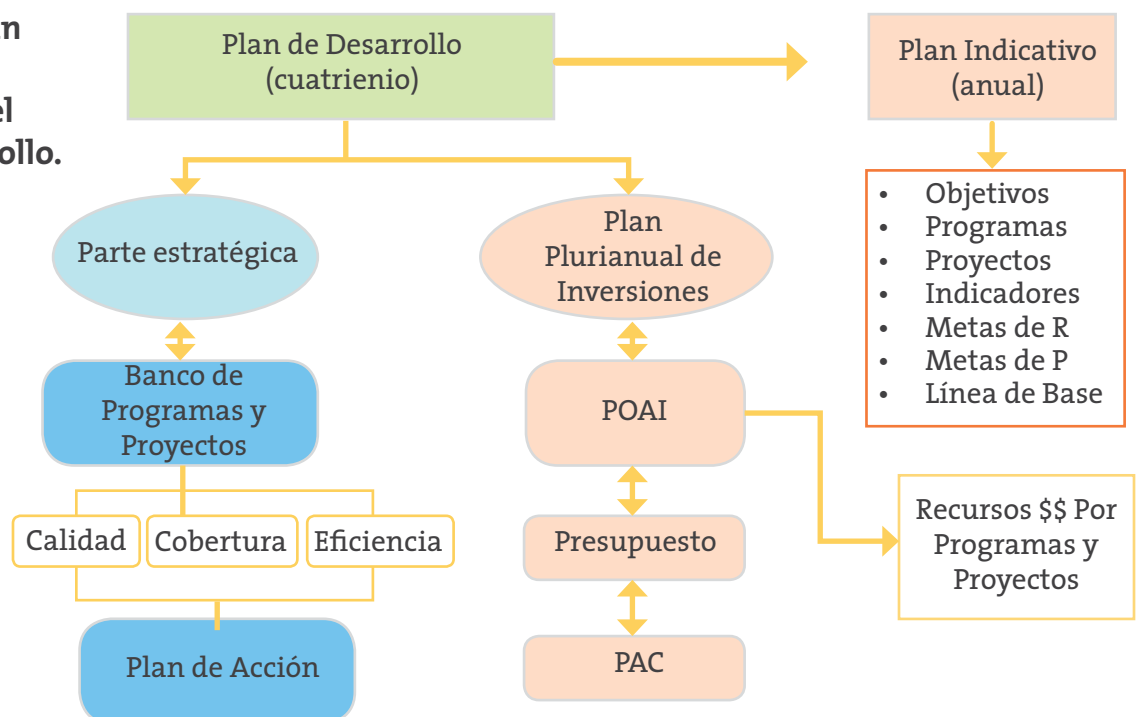 Plan de Desarrollo
(cuatrienio)
Plan Indicativo
(anual)
el
Parte estratégica
Plan
Plurianual de
Inversiones
• Objetivos
• Programas
• Proyectos
• Indicadores
• Metas de R
• Metas de P
• Línea de Base
Banco de
Programas y
Proyectos
POAI
Calidad
Cobertura
Eficiencia
Presupuesto
Recursos $$ Por
Programas y
Proyectos
Plan de Acción
PAC